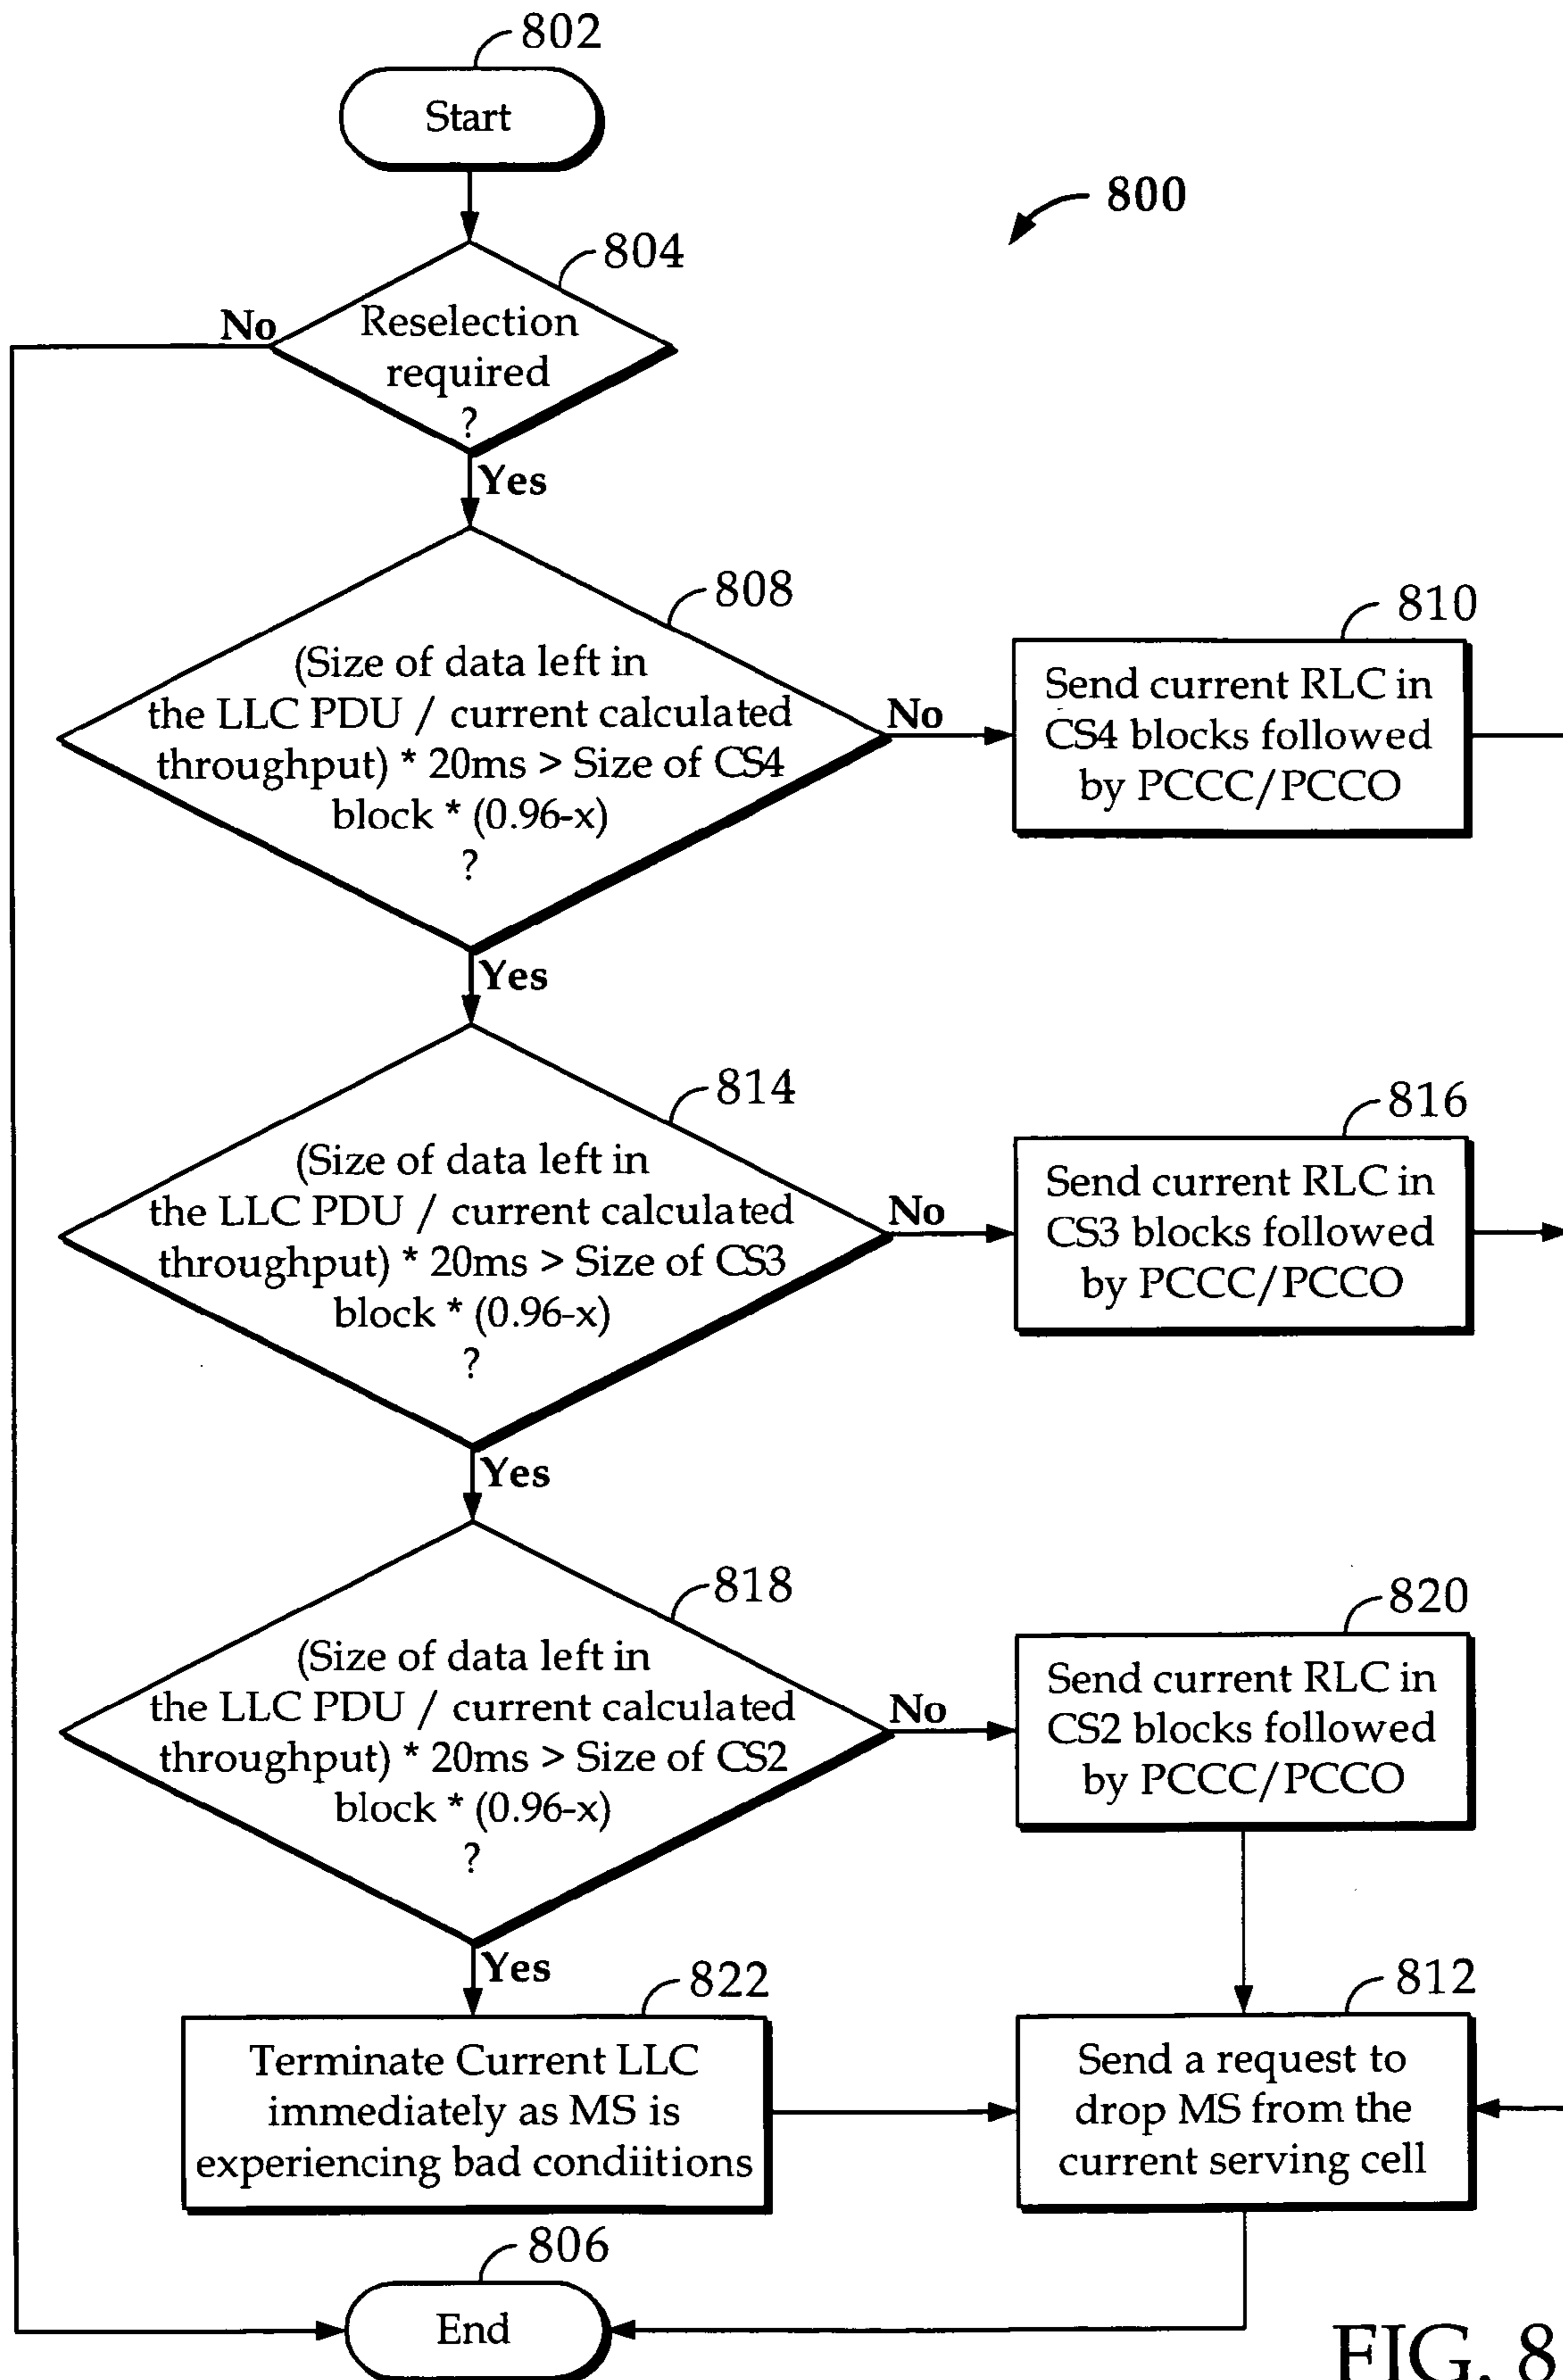 802
Start
800
804
No
Reselection
required
?
Yes
808
(Size of data left in
the LLC PDU / current calculated
throughput) * 20ms > Size of CS4
block * (0.96-x)
?
No
810
Send current RLC in
CS4 blocks followed
by PCCC/PCCO
Yes
814
(Size of data left in
the LLC PDU / current calculated
throughput) * 20ms > Size of CS3
block * (0.96-x)
?
No
816
Send current RLC in
CS3 blocks followed
by PCCC/PCCO
Yes
818
(Size of data left in
the LLC PDU / current calculated
throughput) * 20ms > Size of CS2
block * (0.96-x)
?
No
820
Send current RLC in
CS2 blocks followed
by PCCC/PCCO
Yes
822
Terminate Current LLC
immediately as MS is
experiencing bad condiitions
812
Send a request to
drop MS from the
current serving cell
806
End
FIG. 8